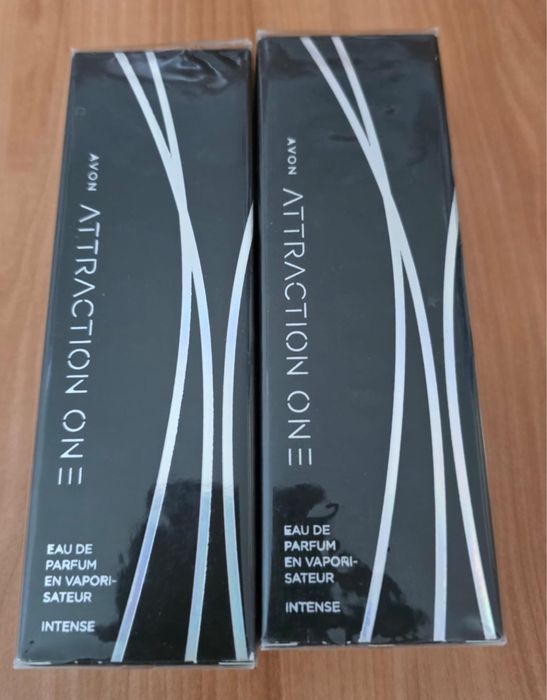 AVON
ATTRACTION ONE
EAU DE
PARFUM
EN VAPORI-
SATEUR
INTENSE
AVON
ATTRACTION ONE
EAU DE
PARFUM
EN VAPORI-
SATEUR
INTENSE